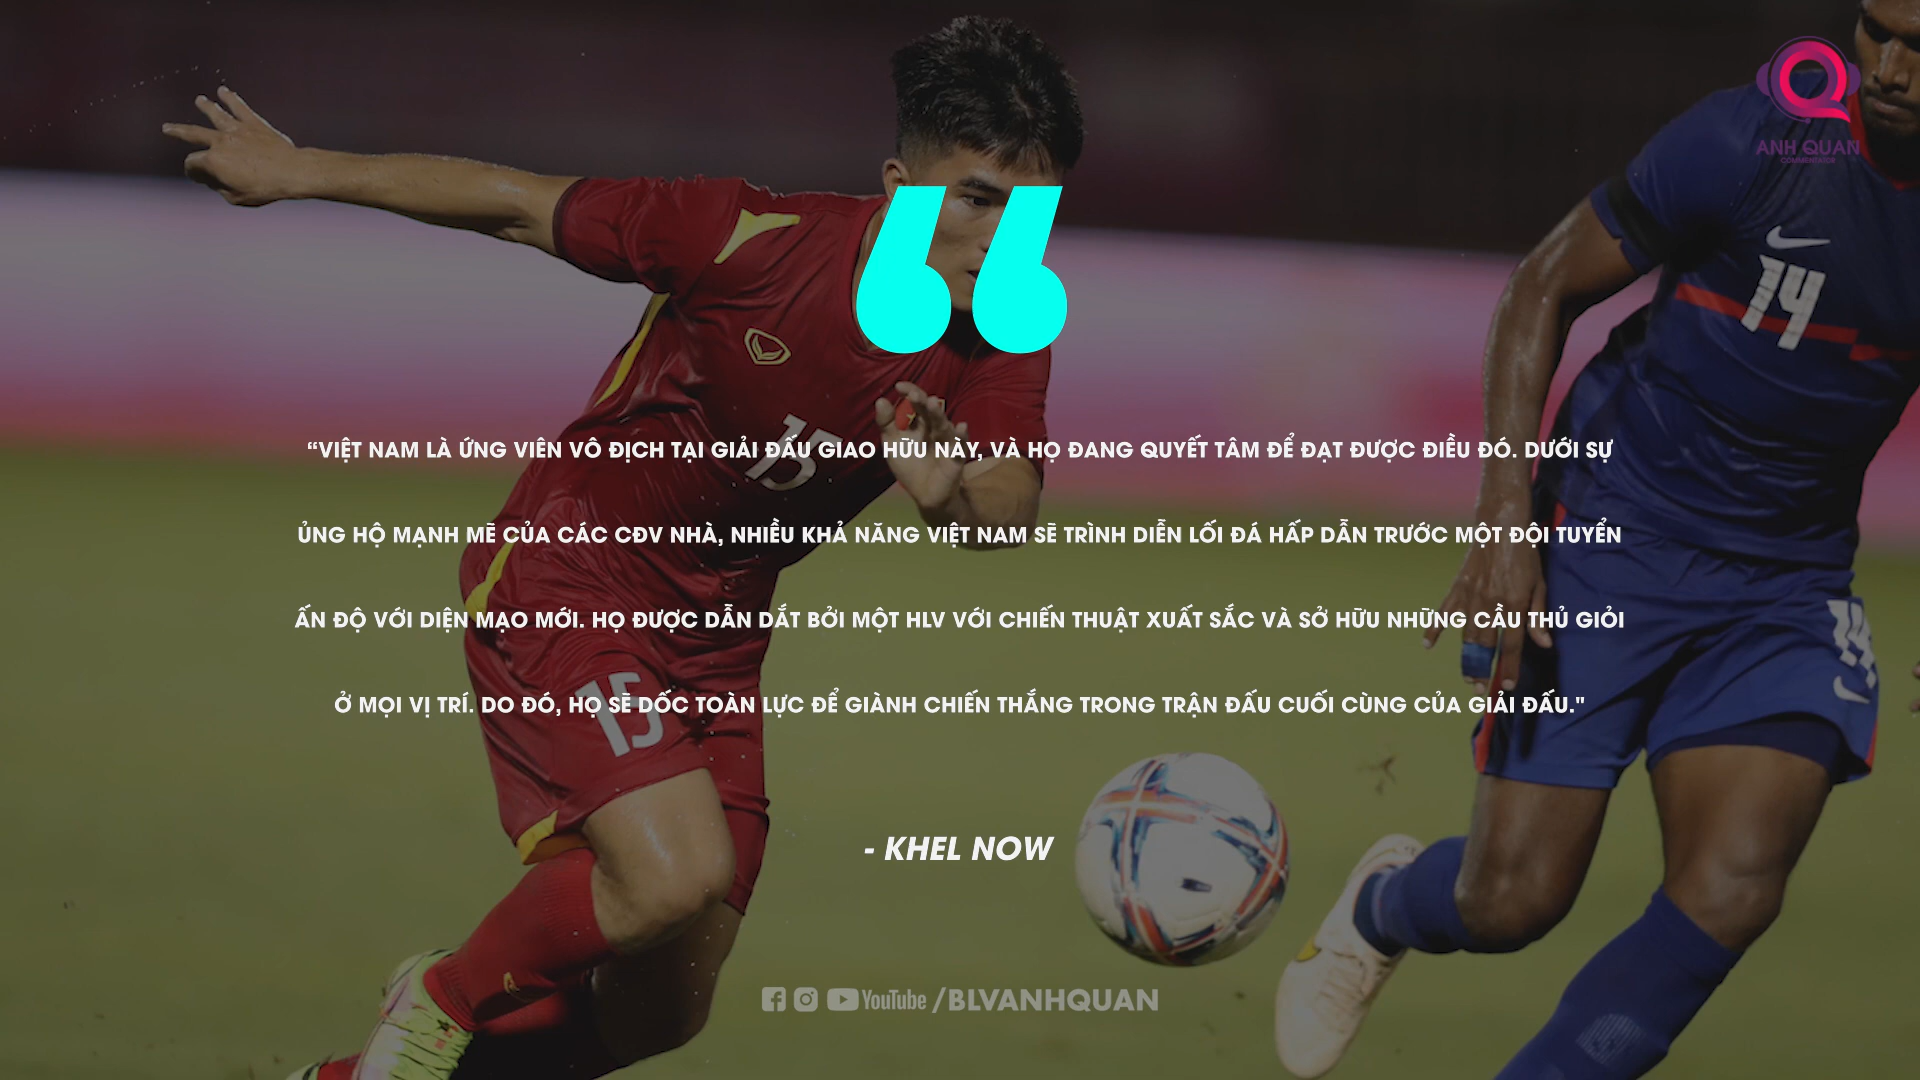 ANH QUAN
COMMENTATOR
14
15
“VIỆT NAM LÀ ỨNG VIÊN VÔ ĐỊCH TẠI GIẢI ĐẤU GIAO HỮU NÀY, VÀ HỌ ĐANG QUYẾT TÂM ĐỂ ĐẠT ĐƯỢC ĐIỀU ĐÓ. DƯỚI SỰ
ỦNG HỘ MẠNH MẼ CỦA CÁC CĐV NHÀ, NHIỀU KHẢ NĂNG VIỆT NAM SẼ TRÌNH DIỄN LỐI ĐÁ HẤP DẪN TRƯỚC MỘT ĐỘI TUYỂN
ẤN ĐỘ VỚI DIỆN MẠO MỚI. HỌ ĐƯỢC DẪN DẮT BỞI MỘT HLV VỚI CHIẾN THUẬT XUẤT SẮC VÀ SỞ HỮU NHỮNG CẦU THỦ GIỎI
Ở MỌI VỊ TRÍ. DO ĐÓ, HỌ SẼ DỐC TOÀN LỰC ĐỂ GIÀNH CHIẾN THẮNG TRONG TRẬN ĐẤU CUỐI CÙNG CỦA GIẢI ĐẤU."
14
15
- KHEL NOW
YouTube /BLVANHQUAN